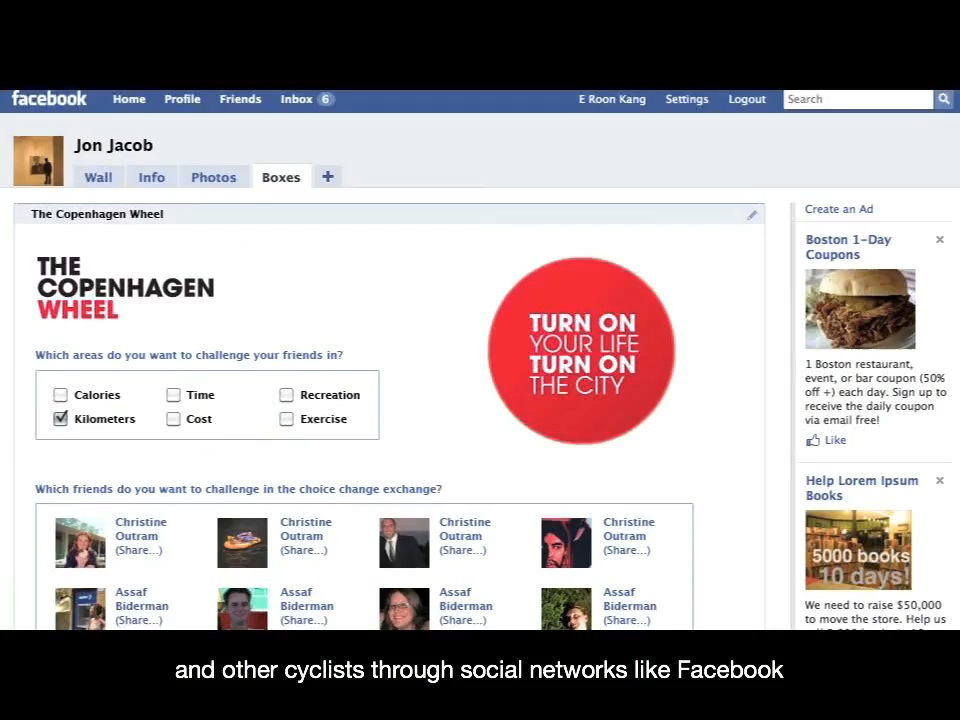 facebook Home Profile Friends Inbox 6 E Roon Kang Settings Logout Search
Jon Jacob
Wall Info Photos Boxes +
The Copenhagen Wheel
THE
COPENHAGEN
WHEEL
TURN ON
YOUR LIFE
TURN ON
THE CITY
Which areas do you want to challenge your friends in?
Calories Time Recreation
Kilometers Cost Exercise
Which friends do you want to challenge in the choice change exchange?
Christine Outram (Share...)
Christine Outram (Share...)
Christine Outram (Share...)
Christine Outram (Share...)
Assaf Biderman (Share...)
Assaf Biderman (Share...)
Assaf Biderman (Share...)
Assaf Biderman (Share...)
Create an Ad
Boston 1-Day
Coupons
1 Boston restaurant,
event, or bar coupon (50%
off +) each day. Sign up to
receive the daily coupon
via email free!
Like
Help Lorem Ipsum
Books
5000 books
10 days!
We need to raise $50,000
to move the store. Help us
and other cyclists through social networks like Facebook